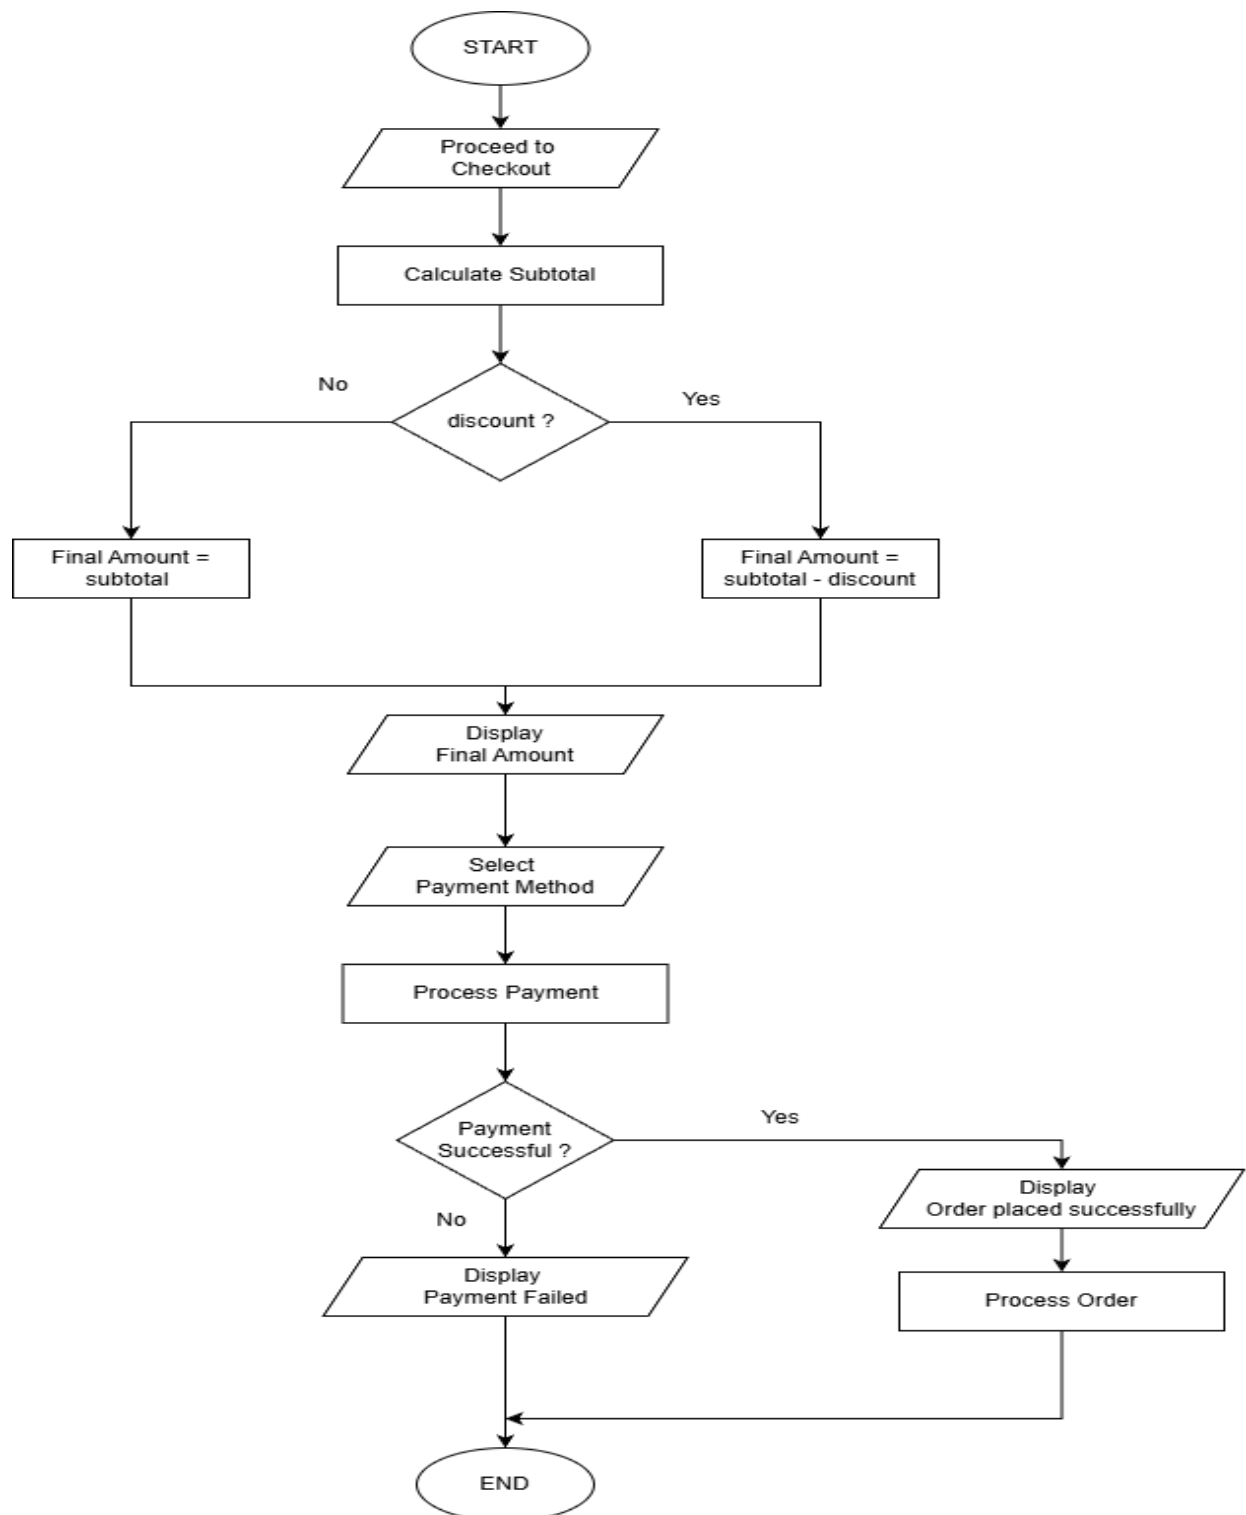 START
Proceed to
Checkout
Calculate Subtotal
No
Yes
discount ?
Final Amount =
subtotal
Final Amount =
subtotal - discount
Display
Final Amount
Select
Payment Method
Process Payment
Payment
Successful ?
Yes
No
Display
Order placed successfully
Display
Payment Failed
Process Order
END